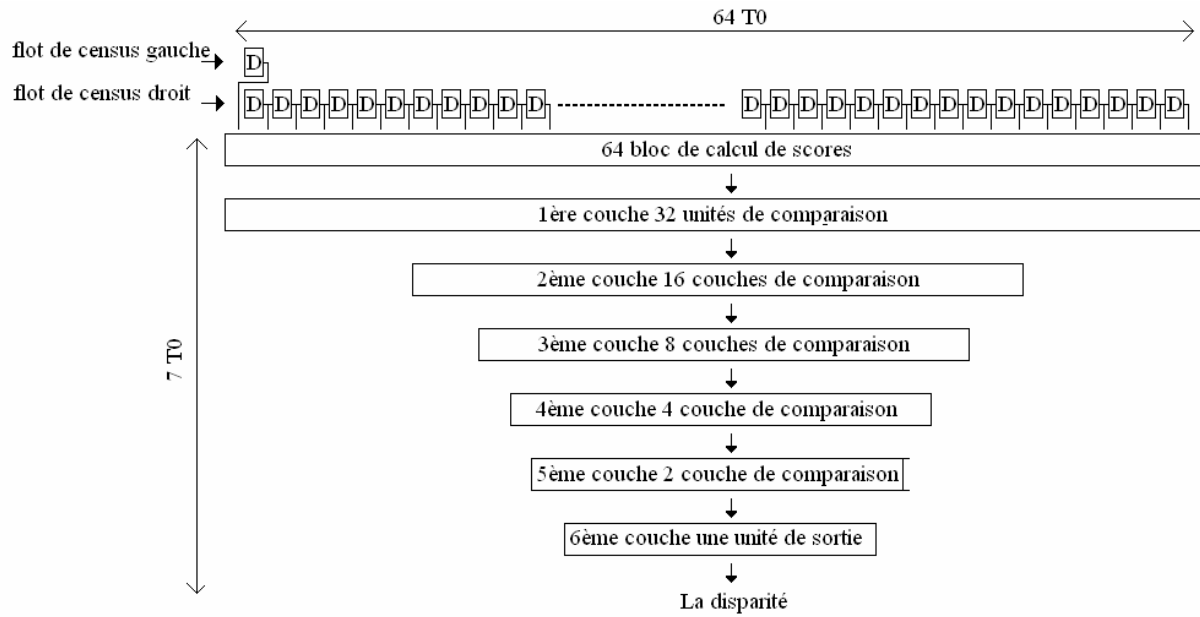 64 T0
flot de census gauche
D
flot de census droit
D D D D D D D D D D D D D D D D D D D D D D D D D D D
64 bloc de calcul de scores
1ère couche 32 unités de comparaison
2ème couche 16 couches de comparaison
3ème couche 8 couches de comparaison
7 T0
4ème couche 4 couche de comparaison
5ème couche 2 couche de comparaison
6ème couche une unité de sortie
La disparité